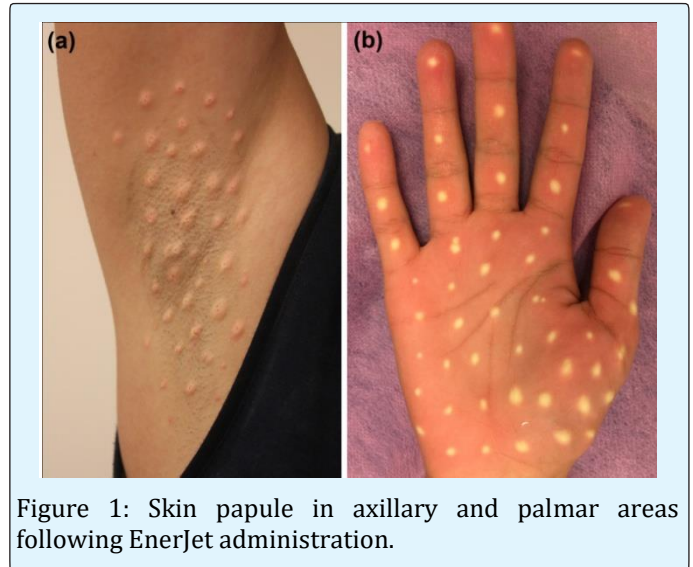 (a)
(b)
Figure 1: Skin papule in axillary and palmar areas
following EnerJet administration.